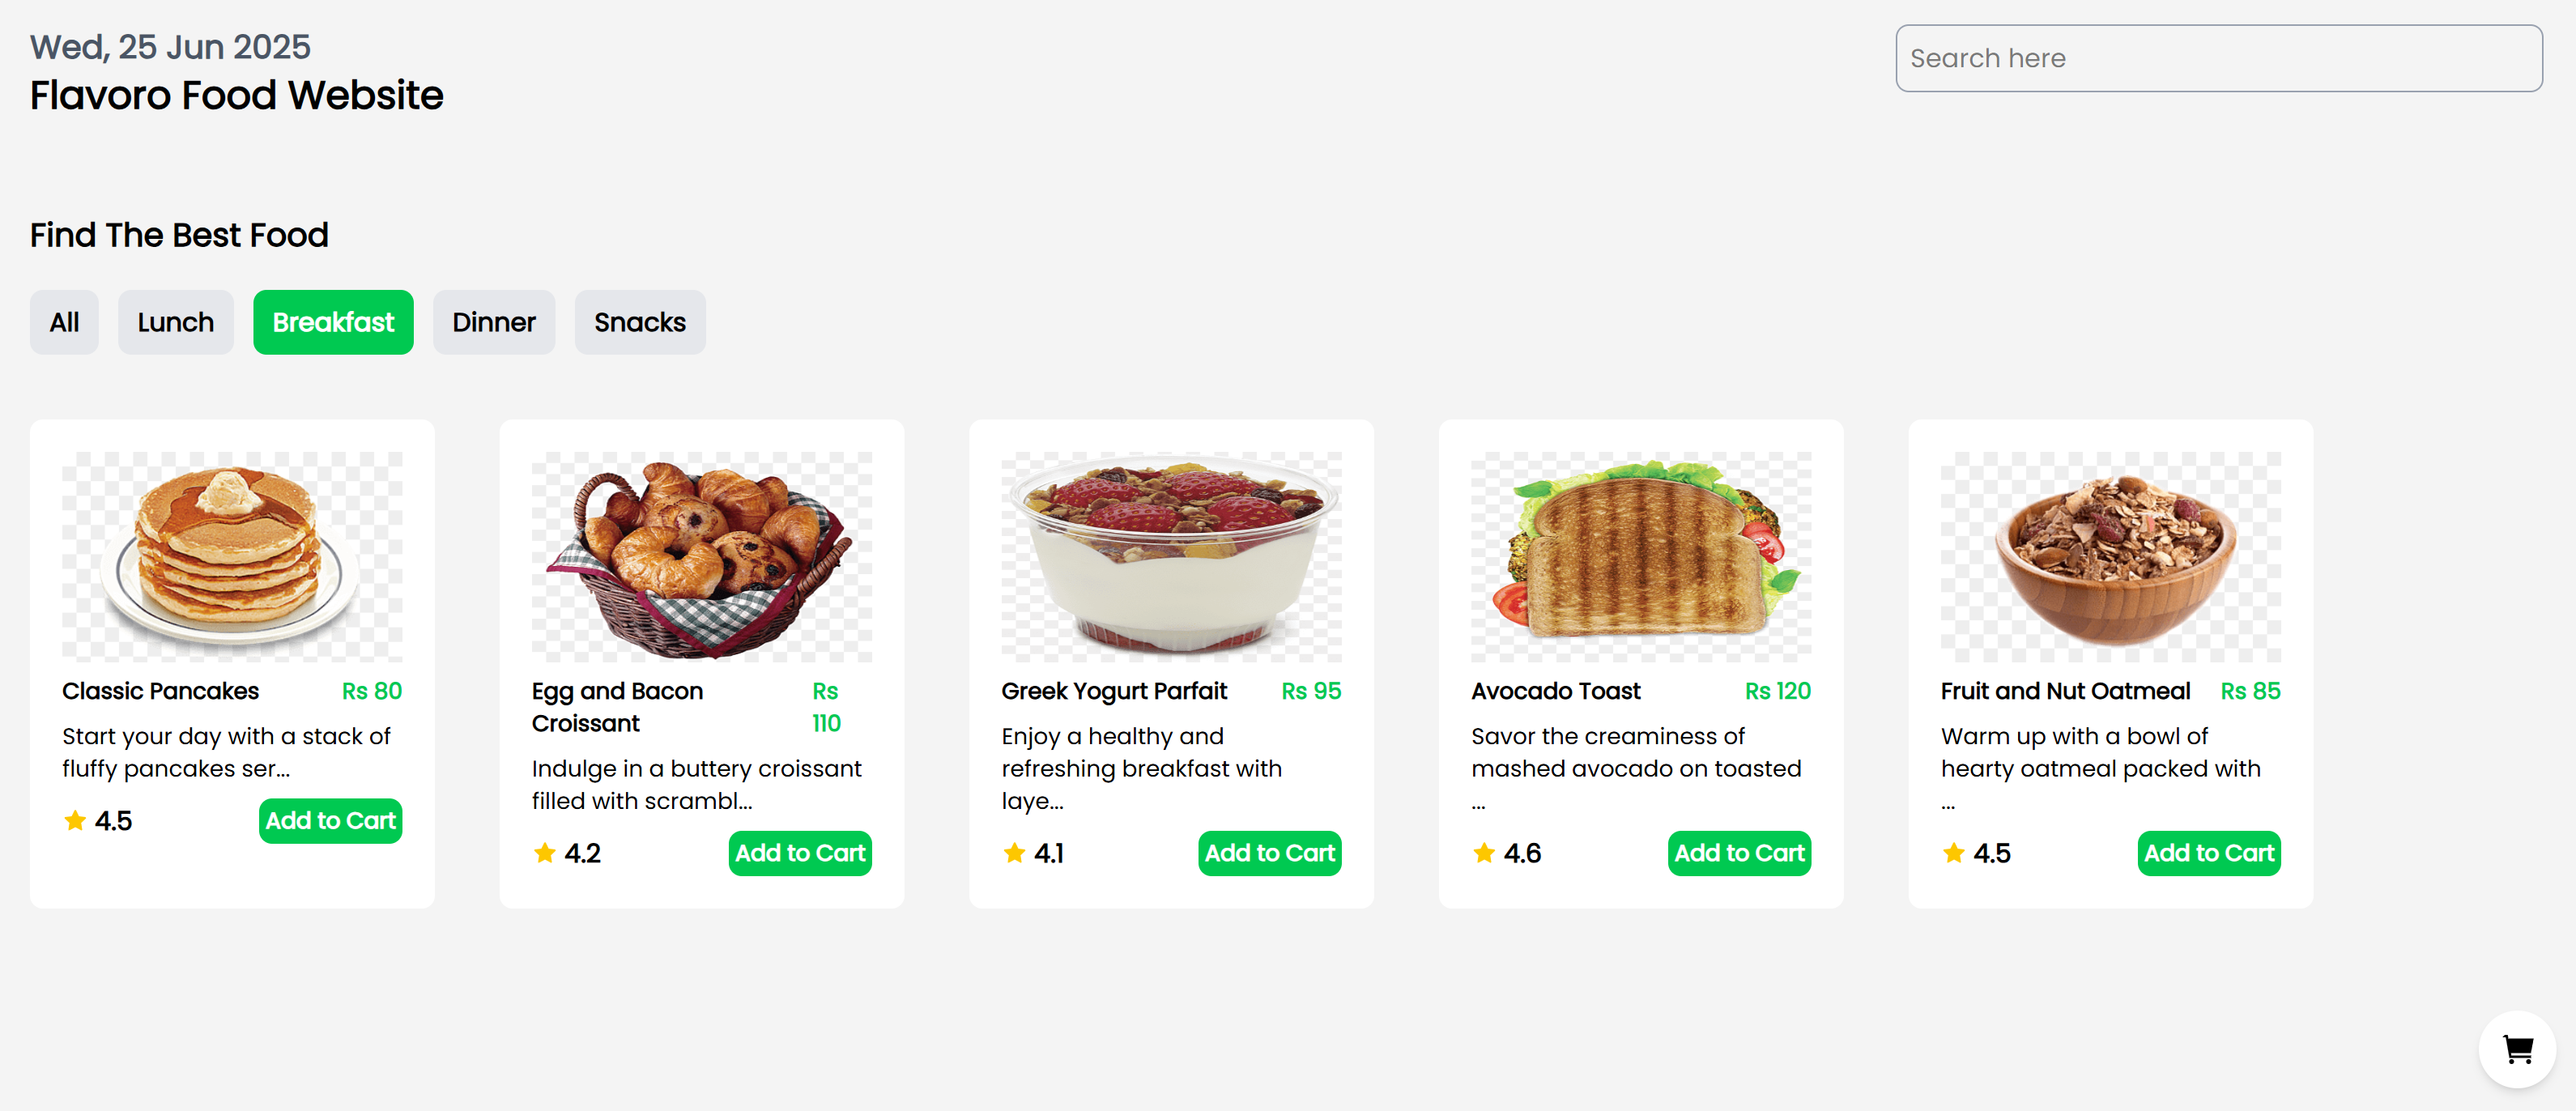 Wed, 25 Jun 2025
Search here
Flavoro Food Website
Find The Best Food
All
Lunch
Breakfast
Dinner
Snacks
Classic Pancakes
Rs 80
Start your day with a stack of
fluffy pancakes ser...
4.5
Add to Cart
Egg and Bacon
Croissant
Rs
110
Indulge in a buttery croissant
filled with scrambl...
4.2
Add to Cart
Greek Yogurt Parfait
Rs 95
Enjoy a healthy and
refreshing breakfast with
laye...
4.1
Add to Cart
Avocado Toast
Rs 120
Savor the creaminess of
mashed avocado on toasted
...
4.6
Add to Cart
Fruit and Nut Oatmeal
Rs 85
Warm up with a bowl of
hearty oatmeal packed with
...
4.5
Add to Cart